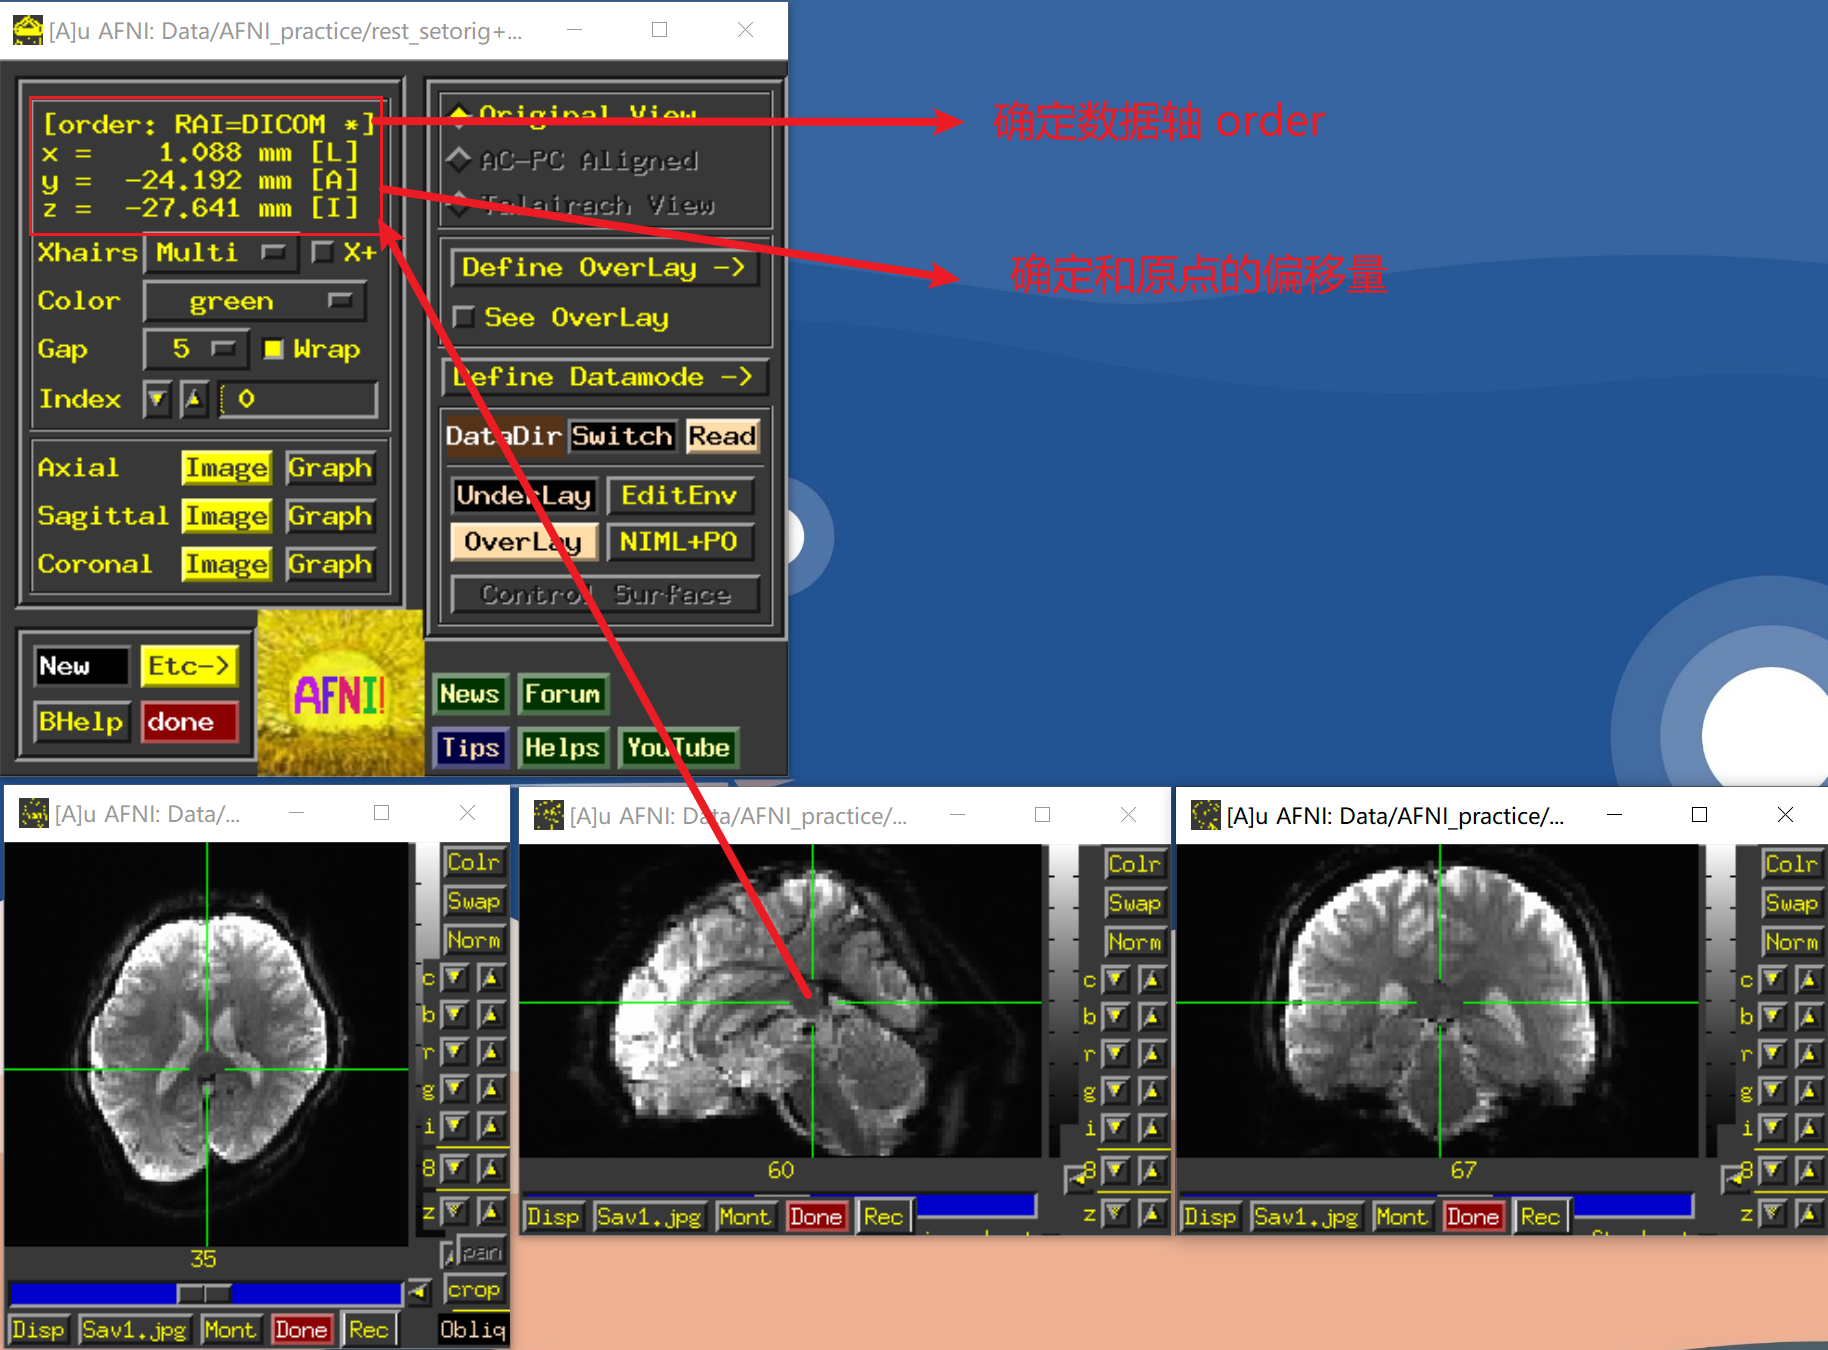 [A]u AFNI: Data/AFNI_practice/rest_setorig+...
[order: RAI=DICOM *]
x = 1.088 mm [L]
y = -24.192 mm [A]
z = -27.641 mm [I]
Xhairs Multi X+
Color green
Gap 5 Wrap
Index 0
Axial Image Graph
Sagittal Image Graph
Coronal Image Graph
New Etc->
BHelp done
AFNI!
Original View
AC-PC Aligned
Talairach View
Define OverLay ->
See OverLay
Define Datamode ->
DataDir Switch Read
UnderLay EditEnv
OverLay NIML+PO
Control Surface
News Forum
Tips Helps YouTube
确定数据轴 order
确定和原点的偏移量
[A]u AFNI: Data/...
Colr
Swap
Norm
c
b
r
g
i
8
z
pan
crop
35
Disp Sav1.jpg Mont Done Rec Obliq
[A]u AFNI: Data/AFNI_practice/...
Colr
Swap
Norm
c
b
r
g
i
8
z
60
Disp Sav1.jpg Mont Done Rec
[A]u AFNI: Data/AFNI_practice/...
Colr
Swap
Norm
c
b
r
g
i
8
z
67
Disp Sav1.jpg Mont Done Rec